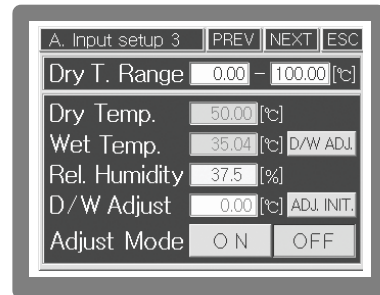 A. Input setup 3 PREV NEXT ESC
Dry T. Range 0.00 - 100.00 [℃]
Dry Temp. 50.00 [℃]
Wet Temp. 35.04 [℃] D/W ADJ.
Rel. Humidity 37.5 [%]
D/W Adjust 0.00 [℃] ADJ. INIT.
Adjust Mode ON OFF